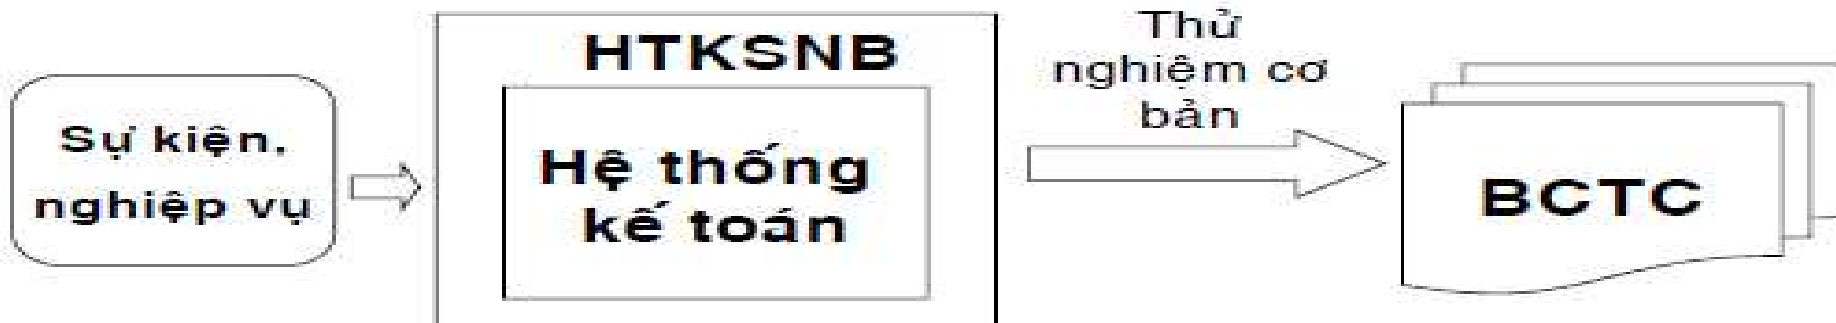 Sự kiện.
nghiệp vụ
HTKSNB
Hệ thống
kế toán
Thử
nghiệm cơ
bản
BCTC